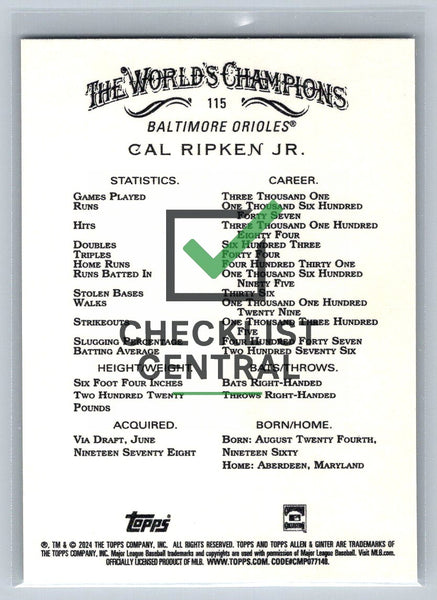 THE WORLD'S CHAMPIONS
115
BALTIMORE ORIOLES®
CAL RIPKEN JR.
STATISTICS. CAREER.
GAMES PLAYED THREE THOUSAND ONE
RUNS ONE THOUSAND SIX HUNDRED
FORTY SEVEN
HITS THREE THOUSAND ONE HUNDRED
EIGHTY FOUR
DOUBLES SIX HUNDRED THREE
TRIPLES FORTY FOUR
HOME RUNS FOUR HUNDRED THIRTY ONE
RUNS BATTED IN ONE THOUSAND SIX HUNDRED
NINETY FIVE
STOLEN BASES THIRTY SIX
WALKS ONE THOUSAND ONE HUNDRED
TWENTY NINE
STRIKEOUTS ONE THOUSAND THREE HUNDRED
FIVE
SLUGGING PERCENTAGE FOUR HUNDRED FORTY SEVEN
BATTING AVERAGE TWO HUNDRED SEVENTY SIX
CHECKLIST
CENTRAL
HEIGHT/WEIGHT. BATS/THROWS.
SIX FOOT FOUR INCHES BATS RIGHT-HANDED
TWO HUNDRED TWENTY THROWS RIGHT-HANDED
POUNDS
ACQUIRED. BORN/HOME.
VIA DRAFT, JUNE BORN: AUGUST TWENTY FOURTH,
NINETEEN SEVENTY EIGHT NINETEEN SIXTY
HOME: ABERDEEN, MARYLAND
Topps
®, TM & © 2024 THE TOPPS COMPANY, INC. ALL RIGHTS RESERVED. TOPPS AND TOPPS ALLEN & GINTER ARE TRADEMARKS OF
THE TOPPS COMPANY, INC. Major League Baseball trademarks and copyrights are used with permission of Major League Baseball. Visit MLB.com.
OFFICIALLY LICENSED PRODUCT OF MLB. WWW.TOPPS.COM. CODE#CMP077148.